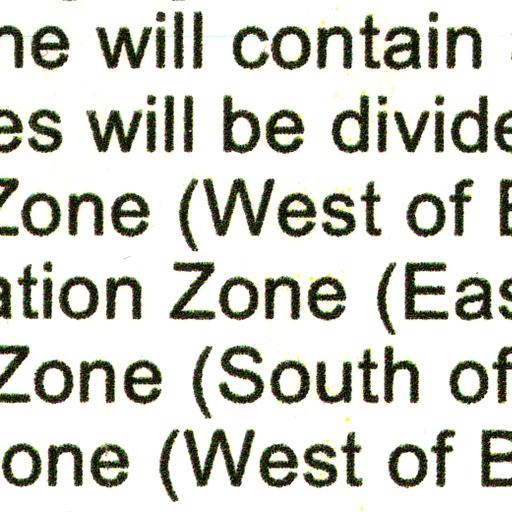 ne will contain
es will be divide
Zone (West of B
ation Zone (Eas
Zone (South of
one (West of B